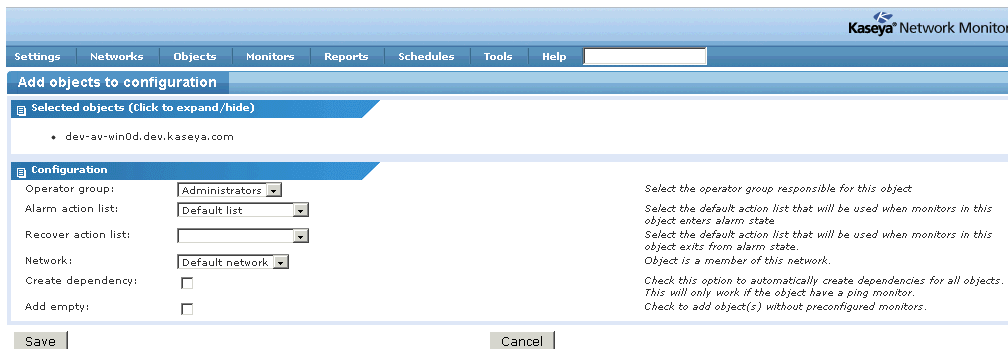 Kaseya® Network Monitor
Settings Networks Objects Monitors Reports Schedules Tools Help
Add objects to configuration
Selected objects (Click to expand/hide)
• dev-av-win0d.dev.kaseya.com
Configuration
Operator group: Administrators Select the operator group responsible for this object
Alarm action list: Default list Select the default action list that will be used when monitors in this
object enters alarm state
Recover action list: Select the default action list that will be used when monitors in this
object exits from alarm state.
Network: Default network Object is a member of this network.
Create dependency: Check this option to automatically create dependencies for all objects.
This will only work if the object have a ping monitor.
Add empty: Check to add object(s) without preconfigured monitors.
Save Cancel